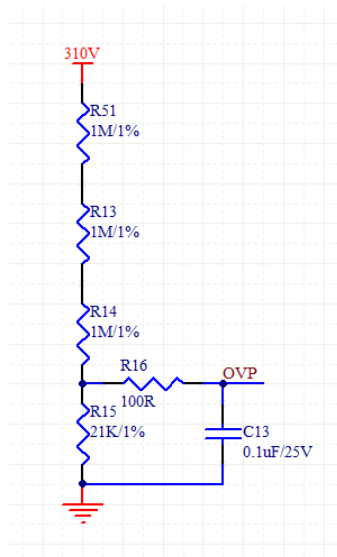 310V
R51
1M/1%
R13
1M/1%
R14
1M/1%
R16
100R
OVP
R15
21K/1%
C13
0.1uF/25V